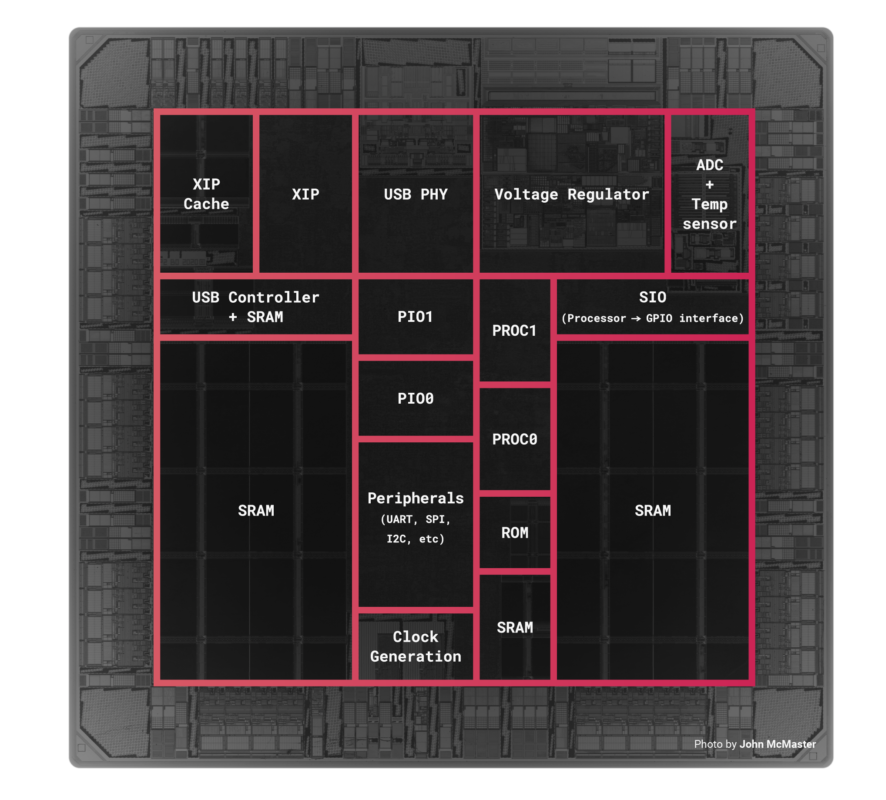 XIP
Cache
XIP
USB PHY
Voltage Regulator
ADC
+
Temp
sensor
USB Controller
+ SRAM
PIO1
PROC1
SIO
(Processor → GPIO interface)
PIO0
PROC0
SRAM
Peripherals
(UART, SPI,
I2C, etc)
ROM
SRAM
Clock
Generation
SRAM
Photo by John McMaster